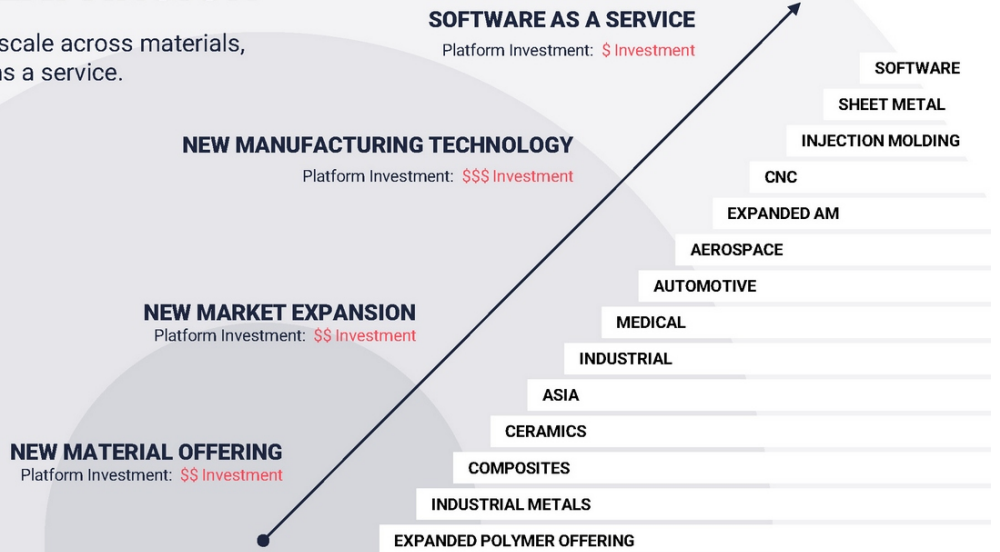 scale across materials,
as a service.
SOFTWARE AS A SERVICE
Platform Investment: $ Investment
NEW MANUFACTURING TECHNOLOGY
Platform Investment: $$$ Investment
NEW MARKET EXPANSION
Platform Investment: $$ Investment
NEW MATERIAL OFFERING
Platform Investment: $$ Investment
SOFTWARE
SHEET METAL
INJECTION MOLDING
CNC
EXPANDED AM
AEROSPACE
AUTOMOTIVE
MEDICAL
INDUSTRIAL
ASIA
CERAMICS
COMPOSITES
INDUSTRIAL METALS
EXPANDED POLYMER OFFERING